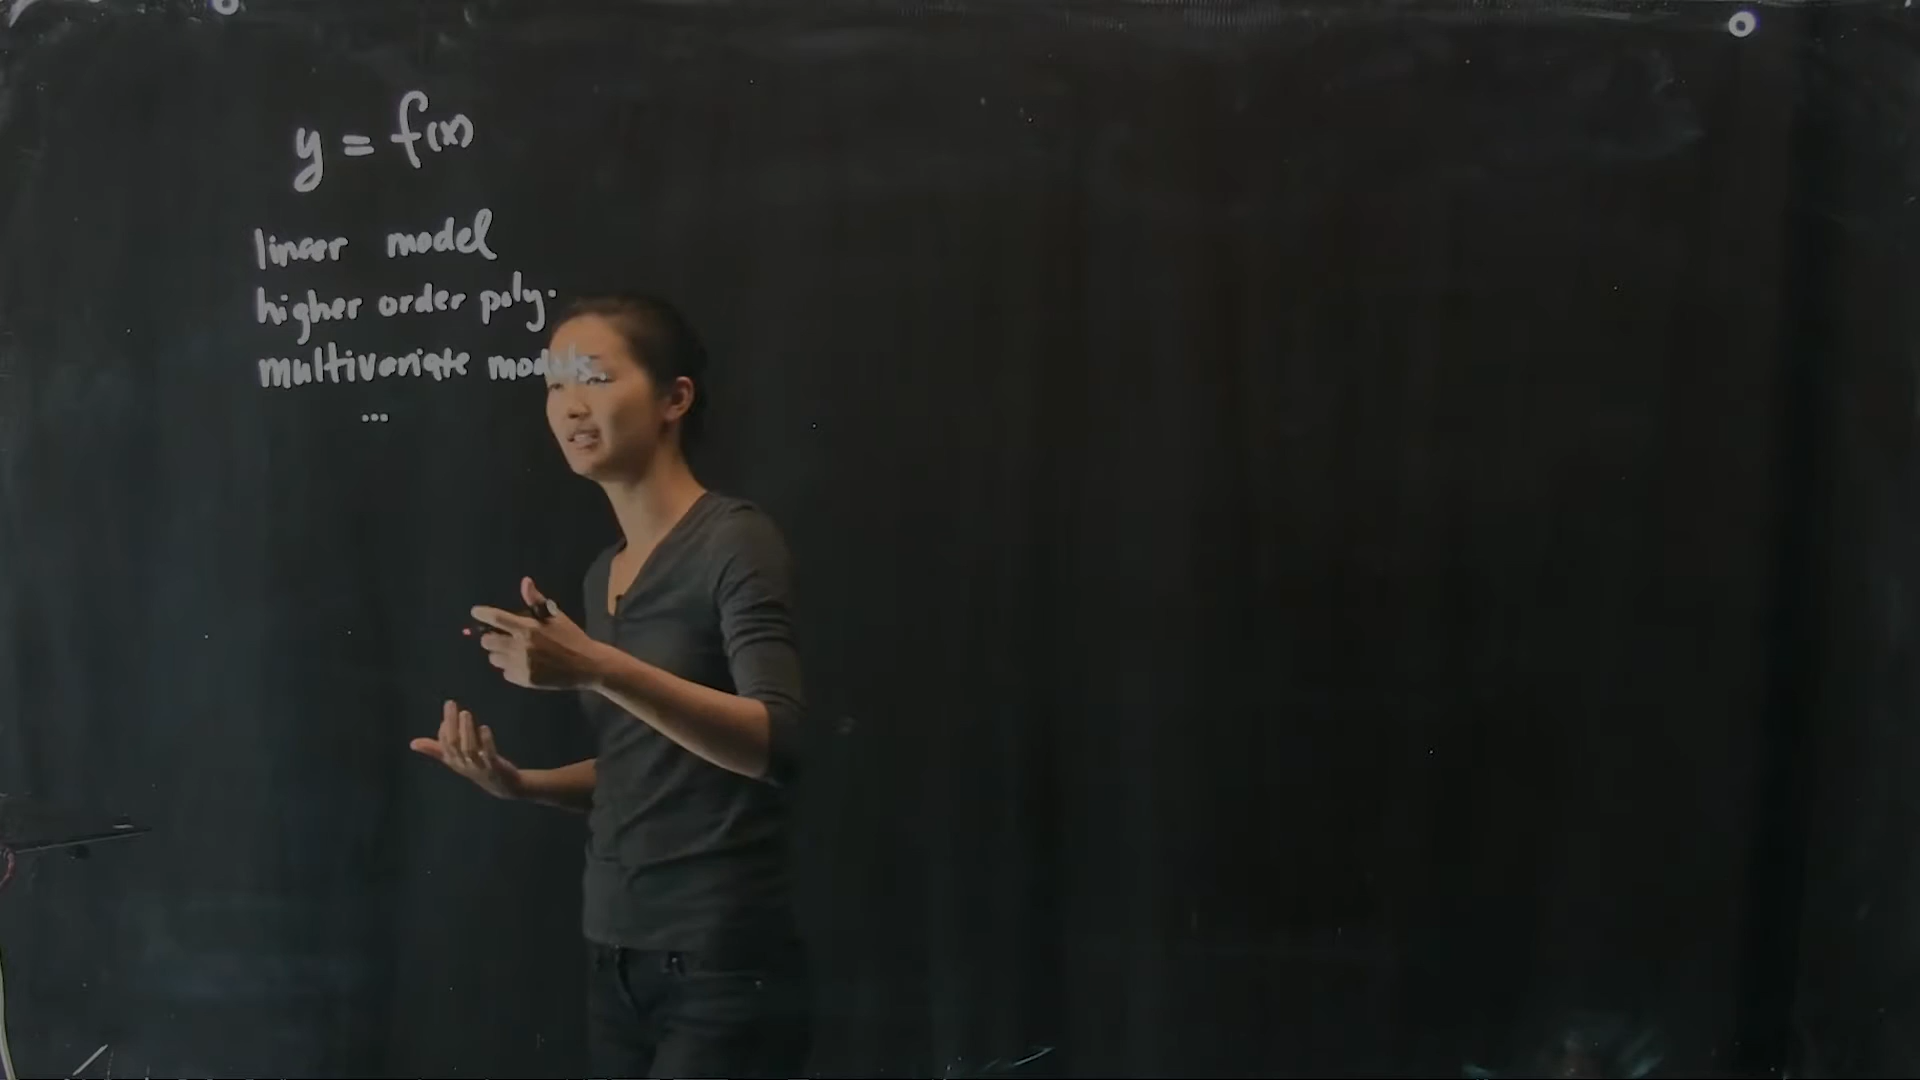 y = f(x)
linear model
higher order poly.
multivariate models.
...